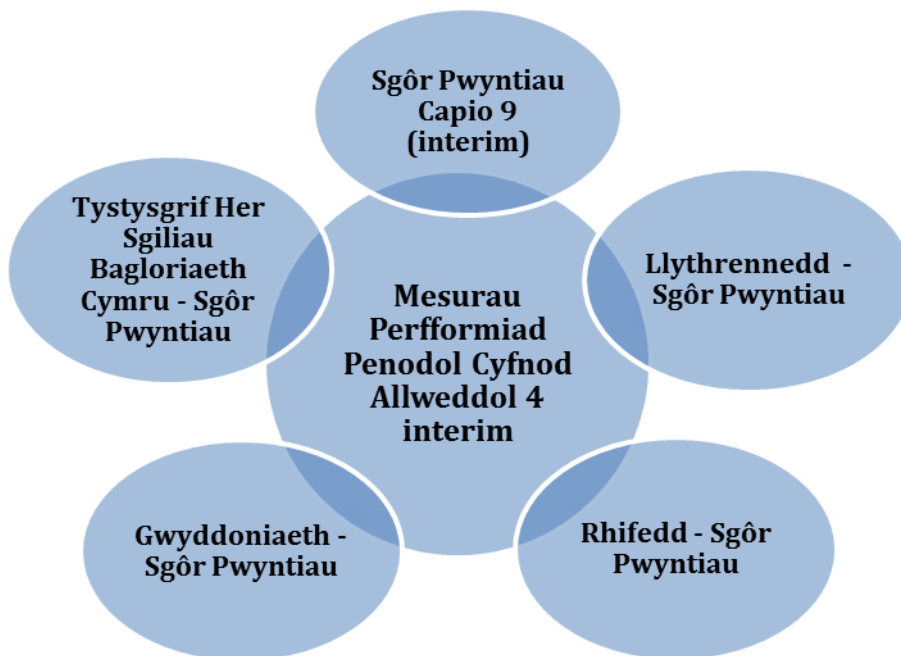 Sgôr Pwyntiau
Capio 9
(interim)
Tystysgrif Her
Sgiliau
Bagloriaeth
Cymru - Sgôr
Pwyntiau
Llythrennedd -
Sgôr Pwyntiau
Mesurau
Perfformiad
Penodol Cyfnod
Allweddol 4
interim
Gwyddoniaeth -
Sgôr Pwyntiau
Rhifedd - Sgôr
Pwyntiau